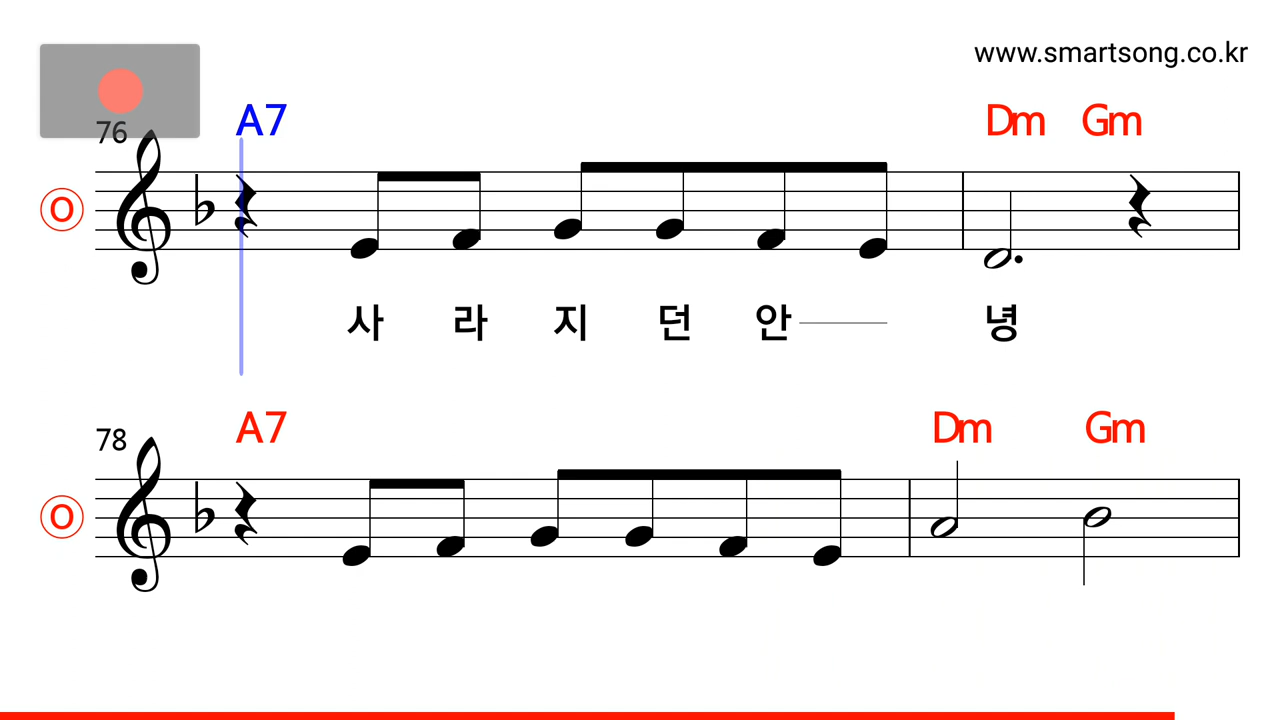 www.smartsong.co.kr
76 A7 Dm Gm
O
사 라 지 던 안 녕
78 A7 Dm Gm
O